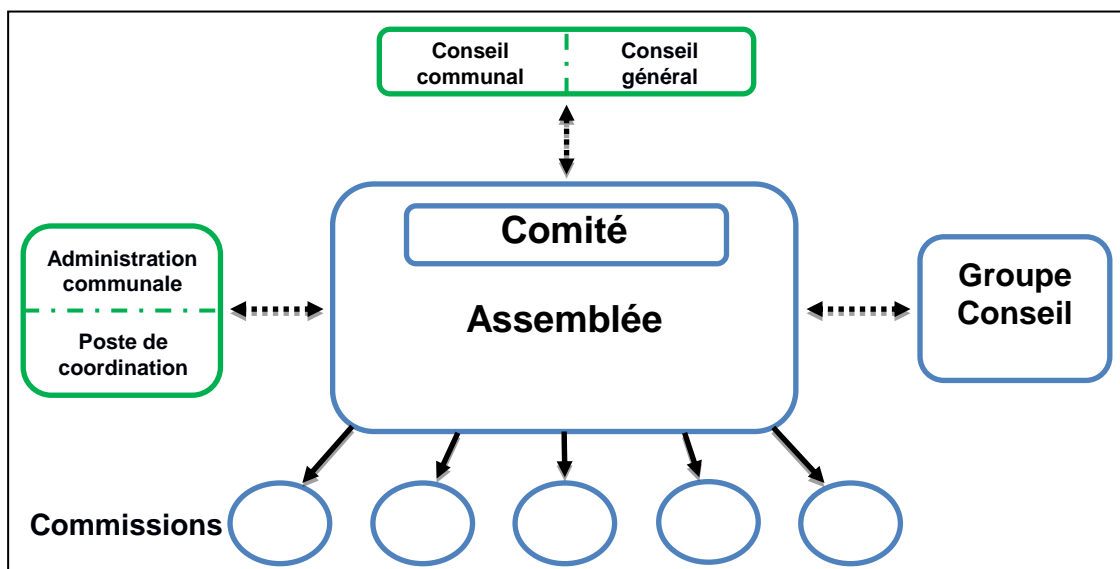 Conseil
communal
Conseil
général
Comité
Assemblée
Administration
communale
Poste de
coordination
Groupe
Conseil
Commissions